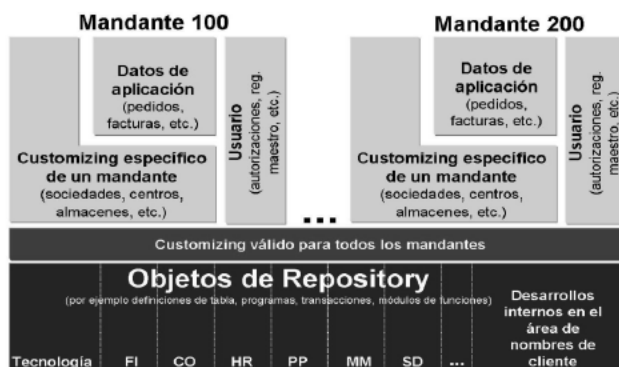 Mandante 100
Datos de
aplicación
(pedidos,
facturas, etc.)
Customizing específico
de un mandante
(sociedades, centros,
almacenes, etc.)
Usuario
(autorizaciones, reg.
maestro, etc.)
...
Mandante 200
Datos de
aplicación
(pedidos,
facturas, etc.)
Customizing específico
de un mandante
(sociedades, centros,
almacenes, etc.)
Usuario
(autorizaciones, reg.
maestro, etc.)
Customizing válido para todos los mandantes
Objetos de Repository
(por ejemplo definiciones de tabla, programas, transacciones, módulos de funciones)
Tecnología FI CO HR PP MM SD ...
Desarrollos
internos en el
área de
nombres de
cliente